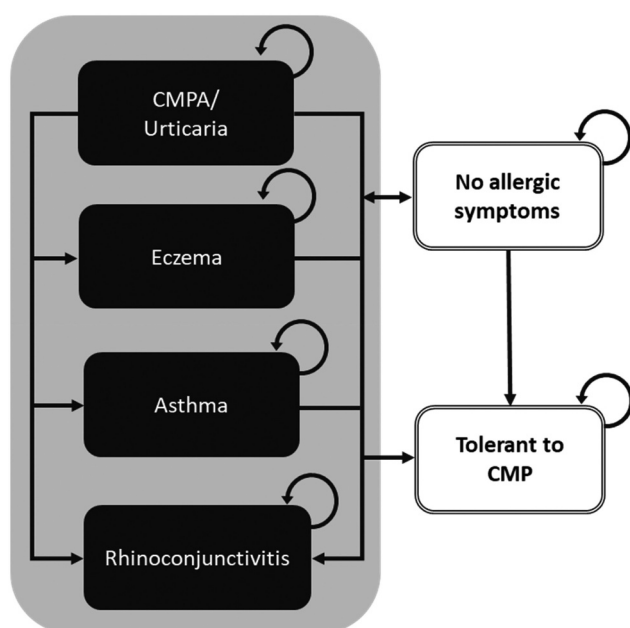 CMPA/
Urticaria
Eczema
Asthma
Rhinoconjunctivitis
No allergic
symptoms
Tolerant to
CMP